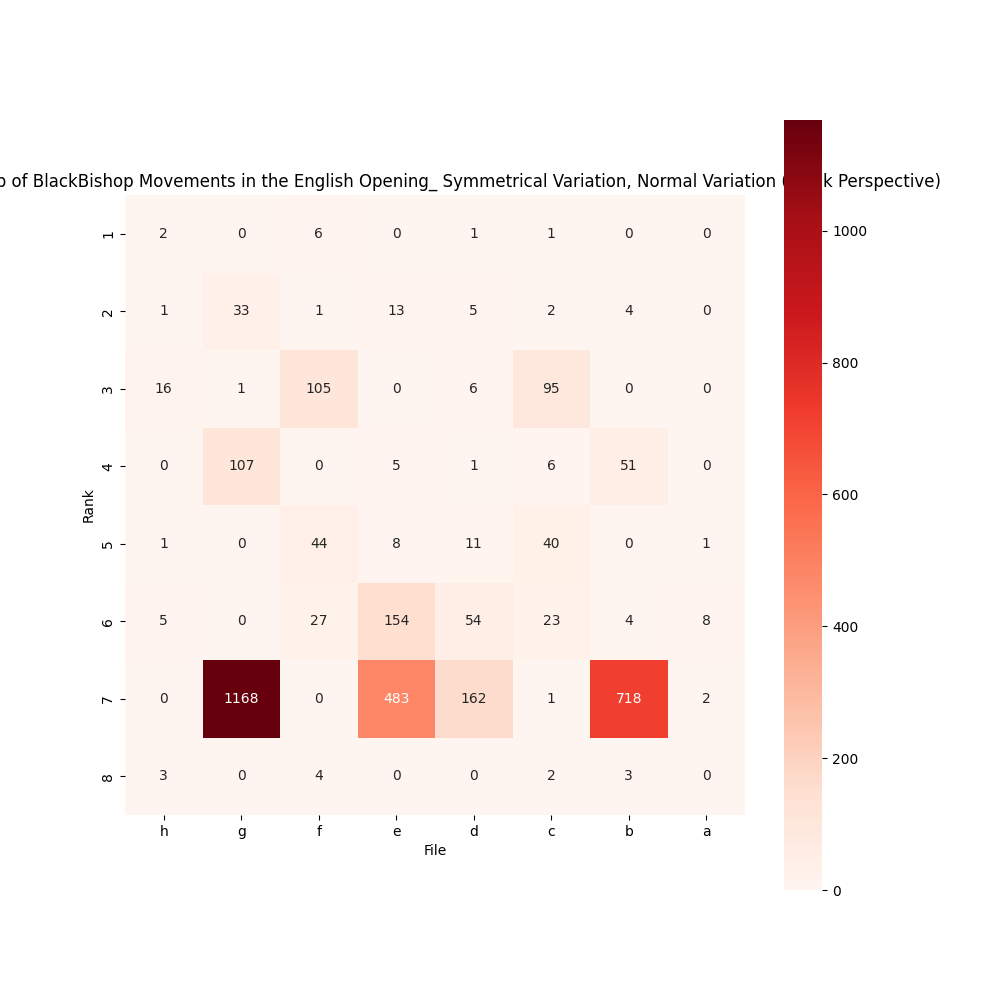 of BlackBishop Movements in the English Opening_ Symmetrical Variation, Normal Variation ( k Perspective)
1 2 0 6 0 1 1 0 0
2 1 33 1 13 5 2 4 0
3 16 1 105 0 6 95 0 0
4 0 107 0 5 1 6 51 0
5 1 0 44 8 11 40 0 1
6 5 0 27 154 54 23 4 8
7 0 1168 0 483 162 1 718 2
8 3 0 4 0 0 2 3 0
h g f e d c b a
File
Rank
1000
800
600
400
200
0